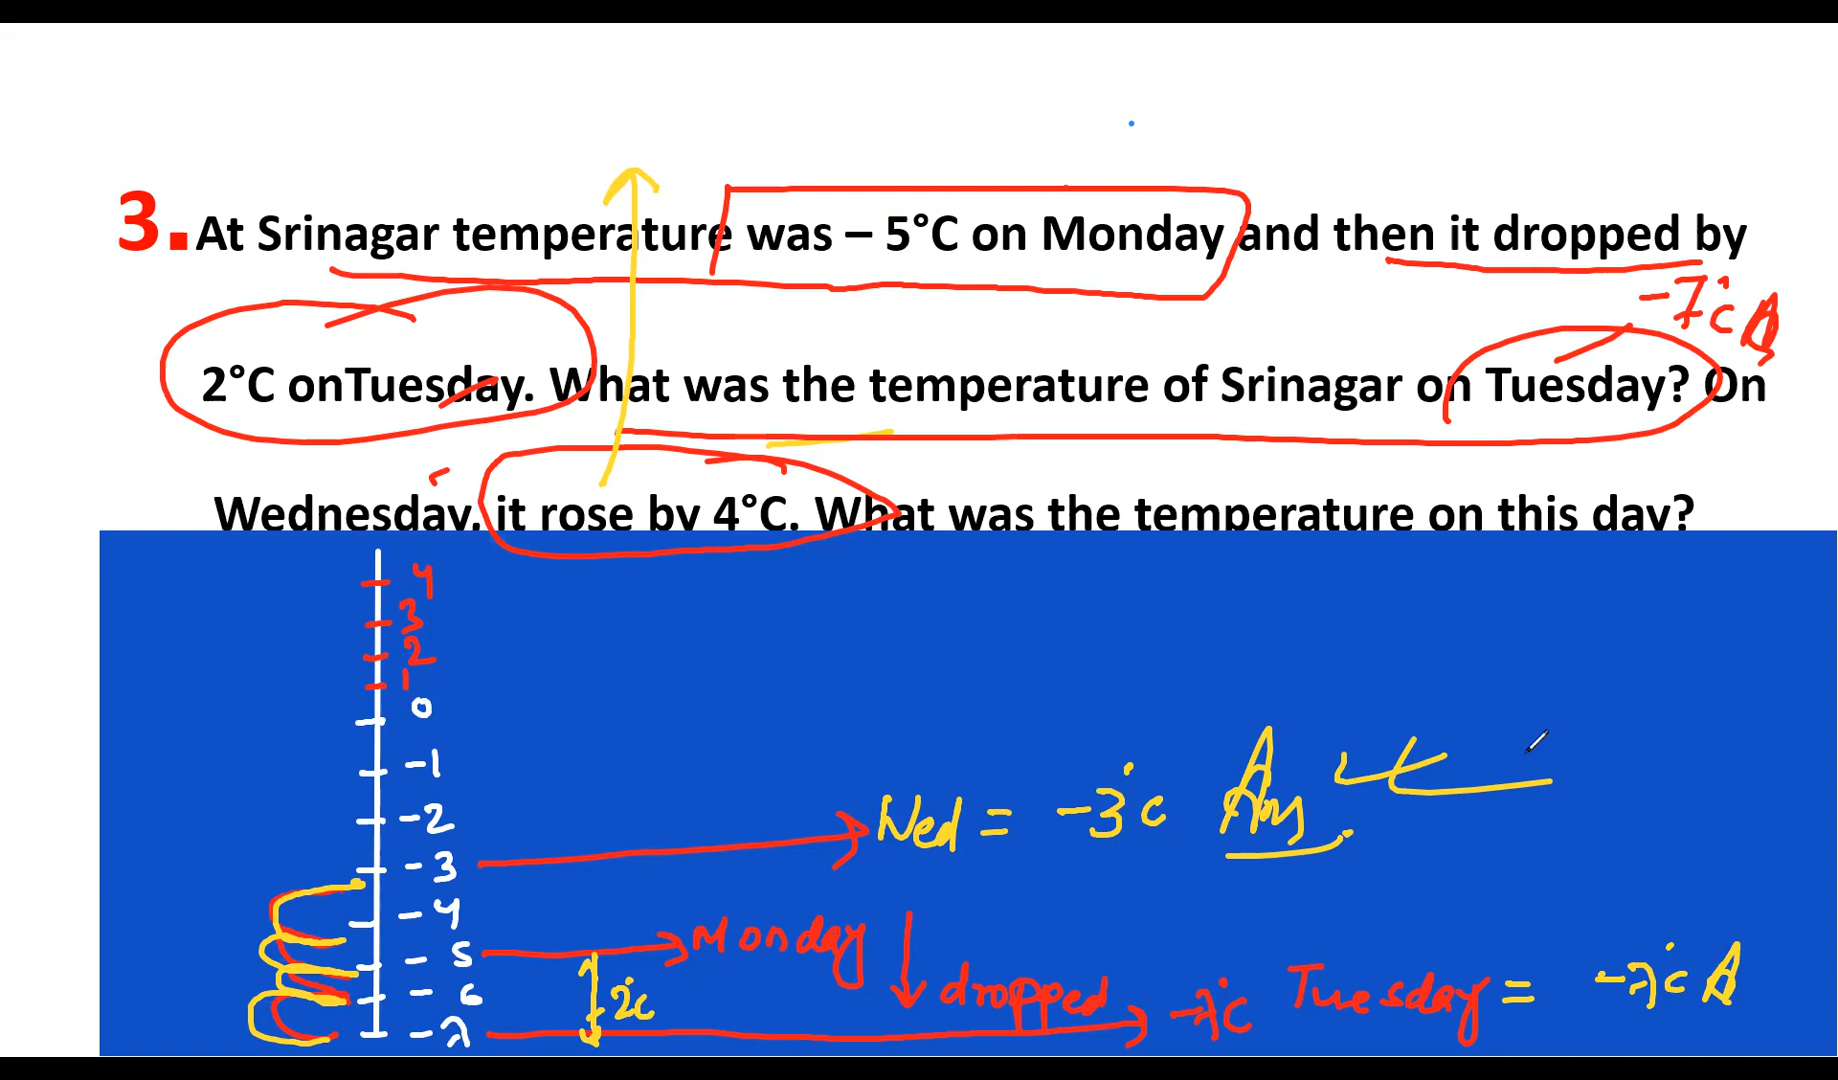 3. At Srinagar temperature was – 5°C on Monday and then it dropped by
-7°C A
2°C onTuesday. What was the temperature of Srinagar on Tuesday? On
Wednesday, it rose by 4°C. What was the temperature on this day?
4
3
2
1
0
-1
-2
-3 Wed = -3°C Ans.
-4
-5 Monday
-6 2°C dropped -7°C Tuesday = -7°C A
-7